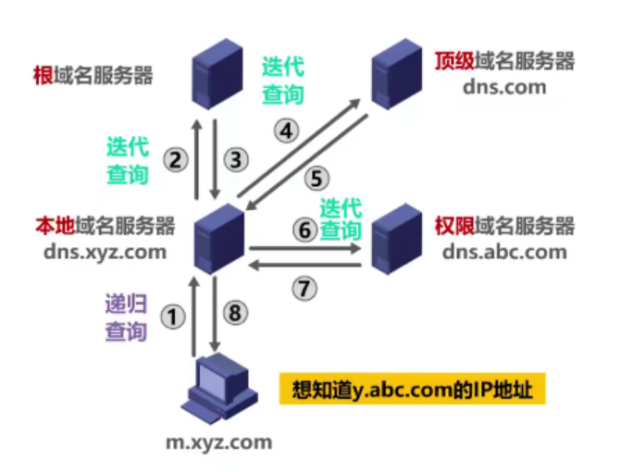 根域名服务器
迭代
查询
④
顶级域名服务器
dns.com
迭代
查询
②
③
⑤
本地域名服务器
dns.xyz.com
迭代
查询
⑥
权限域名服务器
dns.abc.com
⑦
递归
查询
①
⑧
想知道y.abc.com的IP地址
m.xyz.com